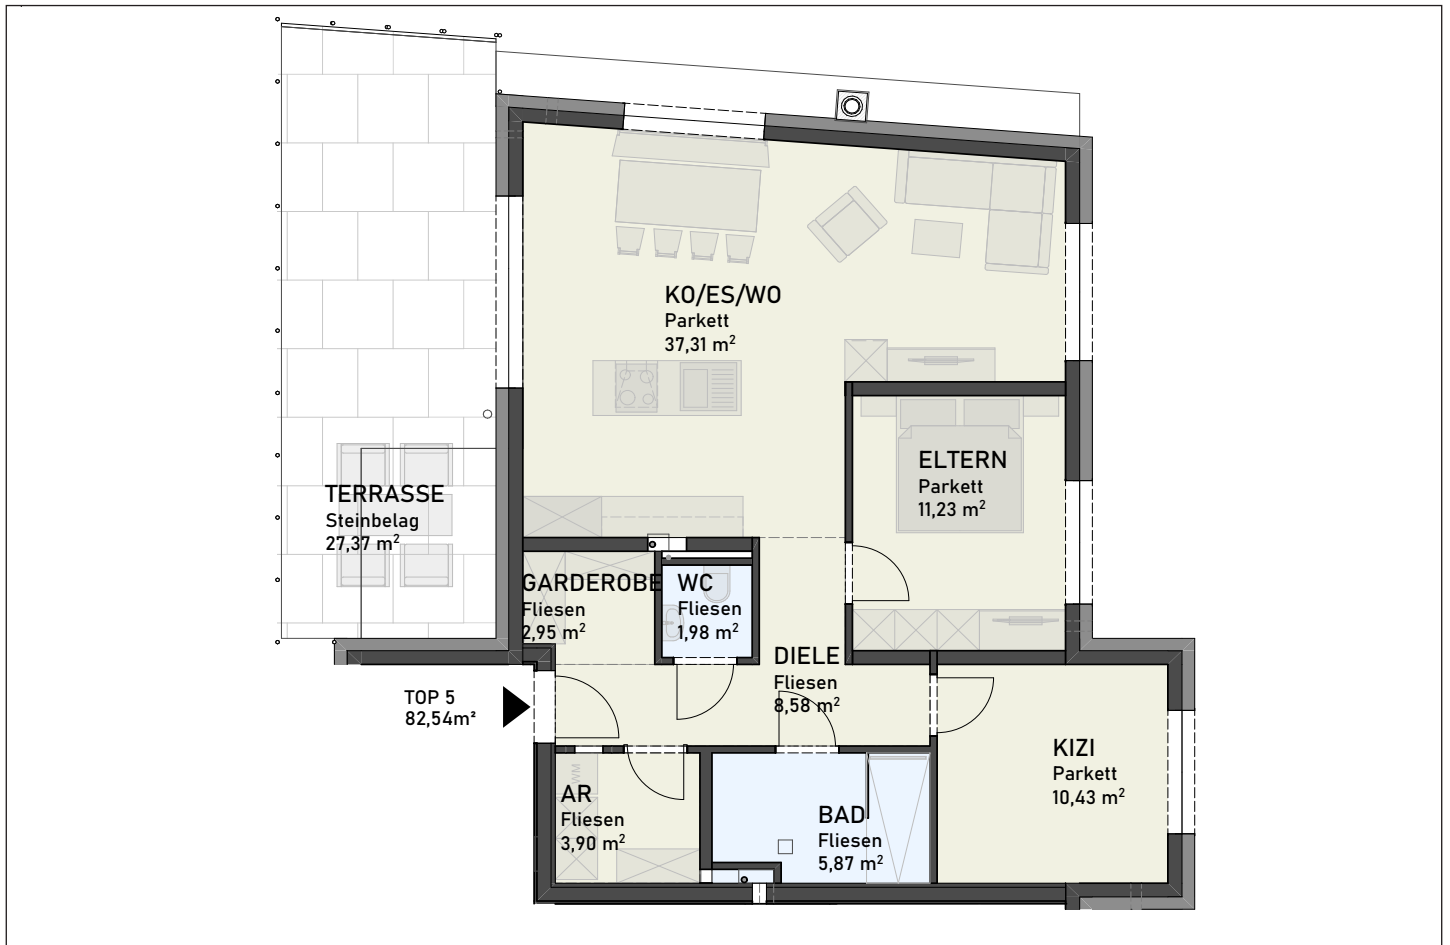 KO/ES/WO
Parkett
37,31 m²
ELTERN
Parkett
11,23 m²
TERRASSE
Steinbelag
27,37 m²
GARDEROBE
Fliesen
2,95 m²
WC
Fliesen
1,98 m²
DIELE
Fliesen
8,58 m²
TOP 5
82,54m²
KIZI
Parkett
10,43 m²
WM
AR
Fliesen
3,90 m²
BAD
Fliesen
5,87 m²